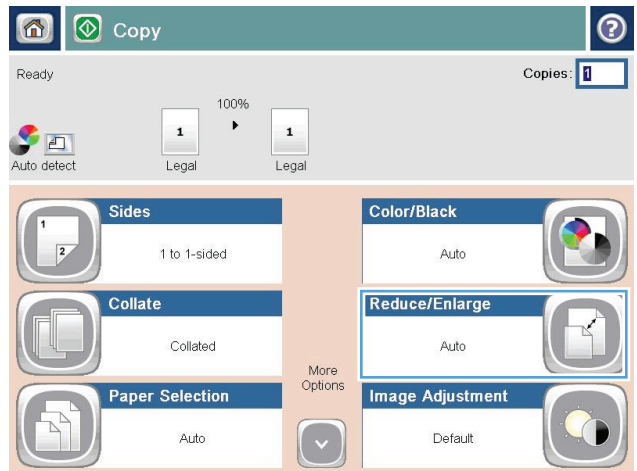 Copy
?
Ready
Copies: 1
100%
1
1
Auto detect
Legal
Legal
Sides
1
2
1 to 1-sided
Color/Black
Auto
Collate
Collated
Reduce/Enlarge
Auto
More
Options
Paper Selection
Auto
Image Adjustment
Default